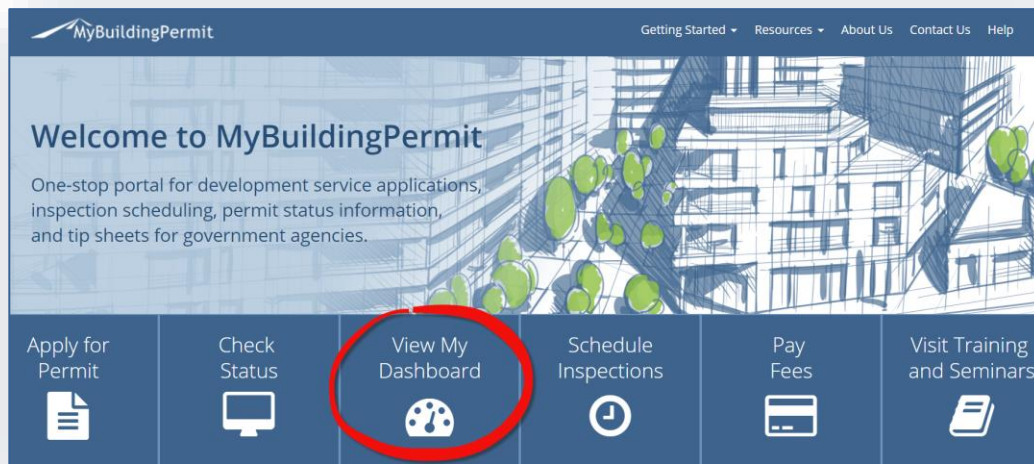 MyBuildingPermit
Getting Started Resources About Us Contact Us Help
Welcome to MyBuildingPermit
One-stop portal for development service applications,
inspection scheduling, permit status information,
and tip sheets for government agencies.
Apply for
Permit
Check
Status
View My
Dashboard
Schedule
Inspections
Pay
Fees
Visit Training
and Seminars